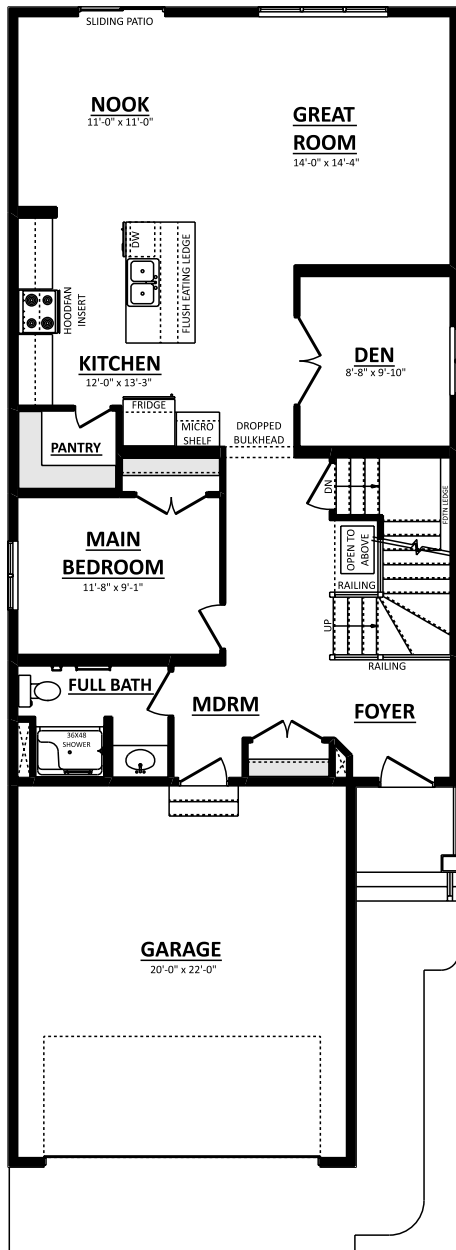 SLIDING PATIO
NOOK
11'-0" x 11'-0"
GREAT
ROOM
14'-0" x 14'-4"
DW
FLUSH EATING LEDGE
HOODFAN
INSERT
KITCHEN
12'-0" x 13'-3"
DEN
8'-8" x 9'-10"
FRIDGE
MICRO
SHELF
DROPPED
BULKHEAD
PANTRY
DN
FDTN LEDGE
MAIN
BEDROOM
11'-8" x 9'-1"
OPEN TO
ABOVE
RAILING
UP
RAILING
FULL BATH
MDRM
FOYER
36X48
SHOWER
GARAGE
20'-0" x 22'-0"